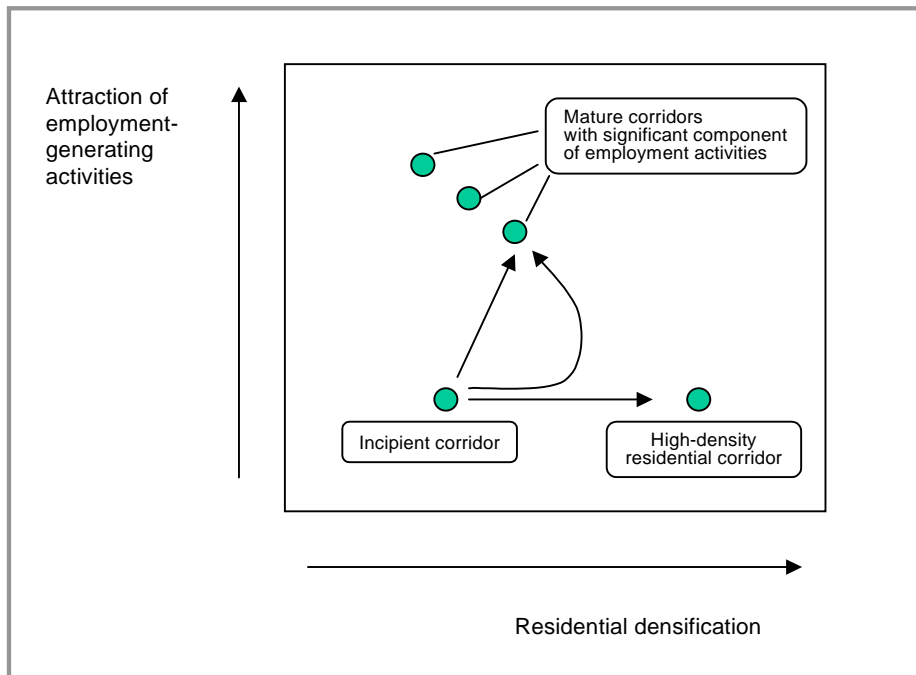 Attraction of
employment-
generating
activities
Mature corridors
with significant component
of employment activities
Incipient corridor
High-density
residential corridor
Residential densification